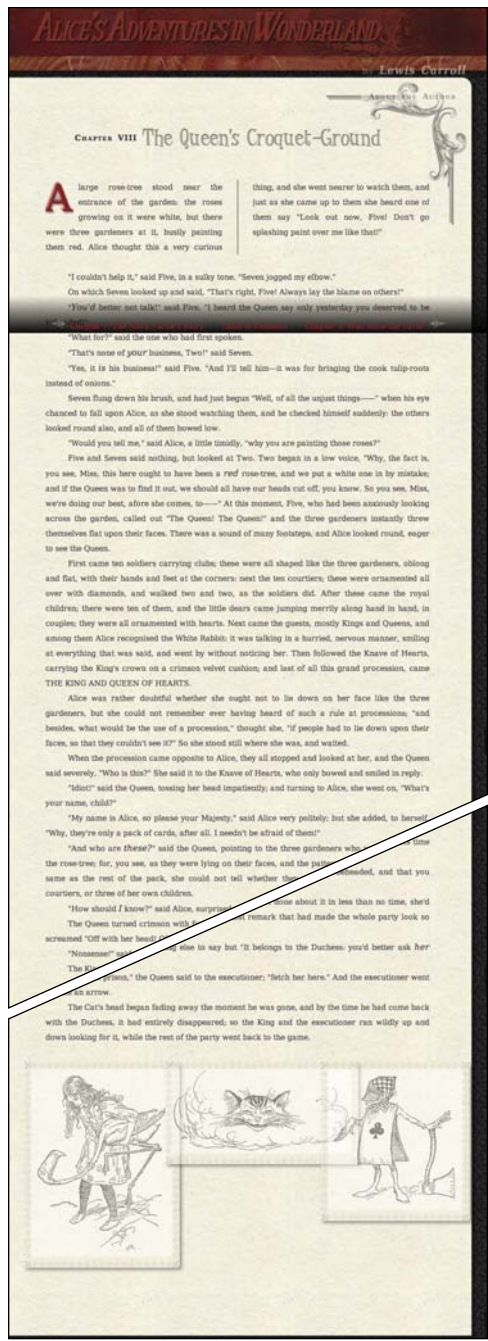 ALICE'S ADVENTURES IN WONDERLAND
by Lewis Carroll
ABOUT THE AUTHOR
CHAPTER VIII The Queen's Croquet-Ground
A large rose-tree stood near the
entrance of the garden: the roses
growing on it were white, but there
were three gardeners at it, busily painting
them red. Alice thought this a very curious
thing, and she went nearer to watch them, and
just as she came up to them she heard one of
them say "Look out now, Five! Don't go
splashing paint over me like that!"
"I couldn't help it," said Five, in a sulky tone. "Seven jogged my elbow."
On which Seven looked up and said, "That's right, Five! Always lay the blame on others!"
"You'd better not talk!" said Five. "I heard the Queen say only yesterday you deserved to be
"What for?" said the one who had first spoken.
"That's none of your business, Two!" said Seven.
"Yes, it is his business!" said Five. "And I'll tell him—it was for bringing the cook tulip-roots
instead of onions."
Seven flung down his brush, and had just begun "Well, of all the unjust things——" when his eye
chanced to fall upon Alice, as she stood watching them, and he checked himself suddenly: the others
looked round also, and all of them bowed low.
"Would you tell me," said Alice, a little timidly, "why you are painting those roses?"
Five and Seven said nothing, but looked at Two. Two began in a low voice, "Why, the fact is,
you see, Miss, this here ought to have been a red rose-tree, and we put a white one in by mistake;
and if the Queen was to find it out, we should all have our heads cut off, you know. So you see, Miss,
we're doing our best, afore she comes, to——" At this moment, Five, who had been anxiously looking
across the garden, called out "The Queen! The Queen!" and the three gardeners instantly threw
themselves flat upon their faces. There was a sound of many footsteps, and Alice looked round, eager
to see the Queen.
First came ten soldiers carrying clubs; these were all shaped like the three gardeners, oblong
and flat, with their hands and feet at the corners: next the ten courtiers; these were ornamented all
over with diamonds, and walked two and two, as the soldiers did. After these came the royal
children; there were ten of them, and the little dears came jumping merrily along hand in hand, in
couples; they were all ornamented with hearts. Next came the guests, mostly Kings and Queens, and
among them Alice recognised the White Rabbit: it was talking in a hurried, nervous manner, smiling
at everything that was said, and went by without noticing her. Then followed the Knave of Hearts,
carrying the King's crown on a crimson velvet cushion; and last of all this grand procession, came
THE KING AND QUEEN OF HEARTS.
Alice was rather doubtful whether she ought not to lie down on her face like the three
gardeners, but she could not remember ever having heard of such a rule at processions; "and
besides, what would be the use of a procession," thought she, "if people had to lie down upon their
faces, so that they couldn't see it?" So she stood still where she was, and waited.
When the procession came opposite to Alice, they all stopped and looked at her, and the Queen
said severely, "Who is this?" She said it to the Knave of Hearts, who only bowed and smiled in reply.
"Idiot!" said the Queen, tossing her head impatiently; and turning to Alice, she went on, "What's
your name, child?"
"My name is Alice, so please your Majesty," said Alice very politely; but she added, to herself,
"Why, they're only a pack of cards, after all. I needn't be afraid of them!"
"And who are these?" said the Queen, pointing to the three gardeners who time
the rose-tree; for, you see, as they were lying on their faces, and the
same as the rest of the pack, she could not tell whether they beheaded, and that you
courtiers, or three of her own children.
"How should I know?" said Alice, surprised done about it in less than no time, she'd
The Queen turned crimson with remark that had made the whole party look so
screamed "Off with her head! else to say but "It belongs to the Duchess: you'd better ask her
"Nonsense!" said
The
prison," the Queen said to the executioner; "fetch her here." And the executioner went
an arrow.
The Cat's head began fading away the moment he was gone, and by the time he had come back
with the Duchess, it had entirely disappeared; so the King and the executioner ran wildly up and
down looking for it, while the rest of the party went back to the game.